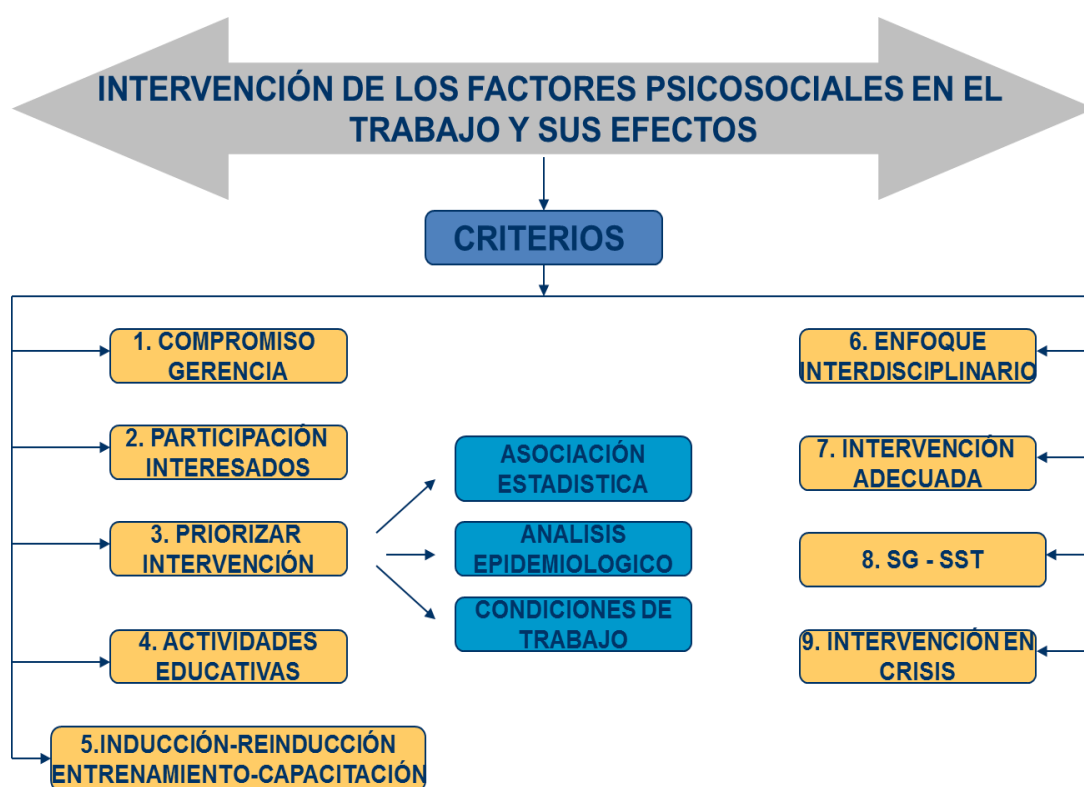 INTERVENCIÓN DE LOS FACTORES PSICOSOCIALES EN EL
TRABAJO Y SUS EFECTOS
CRITERIOS
1. COMPROMISO
GERENCIA
2. PARTICIPACIÓN
INTERESADOS
3. PRIORIZAR
INTERVENCIÓN
ASOCIACIÓN
ESTADISTICA
ANALISIS
EPIDEMIOLOGICO
CONDICIONES DE
TRABAJO
4. ACTIVIDADES
EDUCATIVAS
5.INDUCCIÓN-REINDUCCIÓN
ENTRENAMIENTO-CAPACITACIÓN
6. ENFOQUE
INTERDISCIPLINARIO
7. INTERVENCIÓN
ADECUADA
8. SG - SST
9. INTERVENCIÓN EN
CRISIS